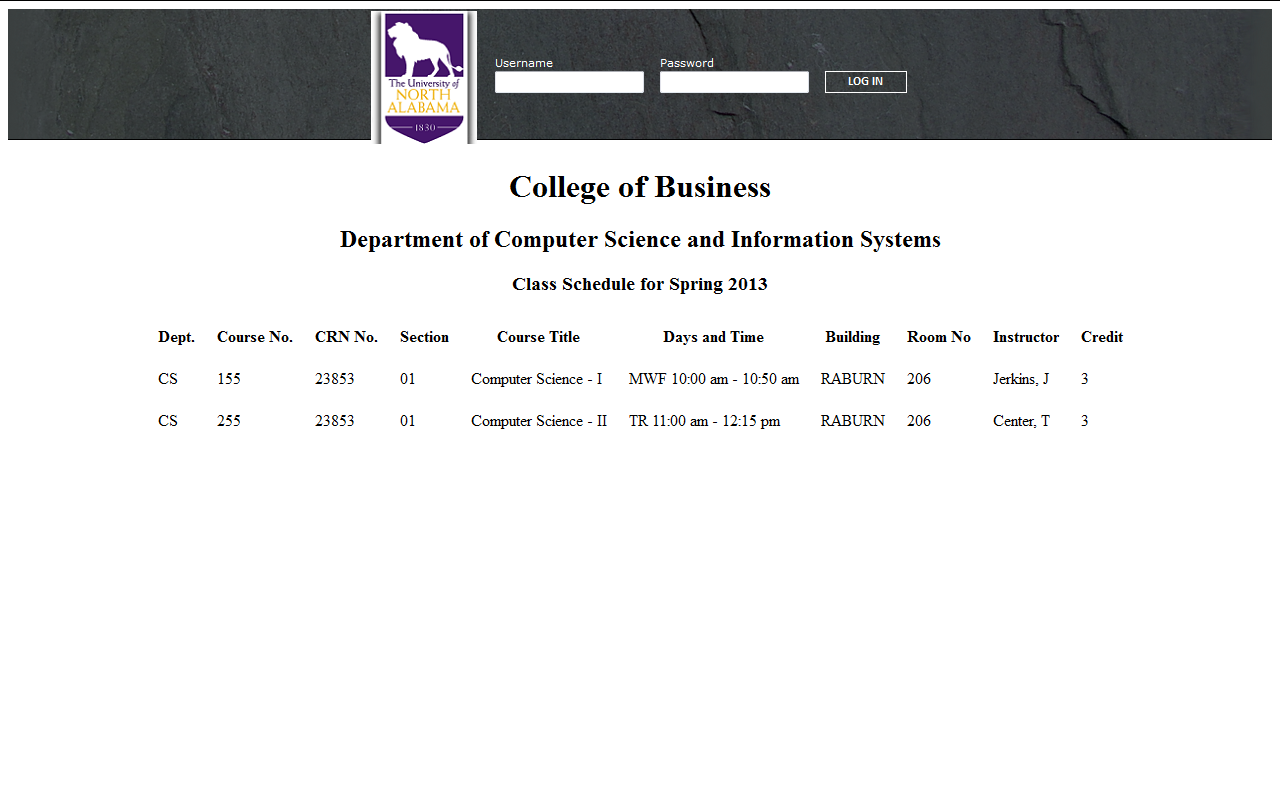 The University of
NORTH
ALABAMA
1830
Username
Password
LOG IN
College of Business
Department of Computer Science and Information Systems
Class Schedule for Spring 2013
Dept. Course No. CRN No. Section Course Title Days and Time Building Room No Instructor Credit
CS 155 23853 01 Computer Science - I MWF 10:00 am - 10:50 am RABURN 206 Jerkins, J 3
CS 255 23853 01 Computer Science - II TR 11:00 am - 12:15 pm RABURN 206 Center, T 3